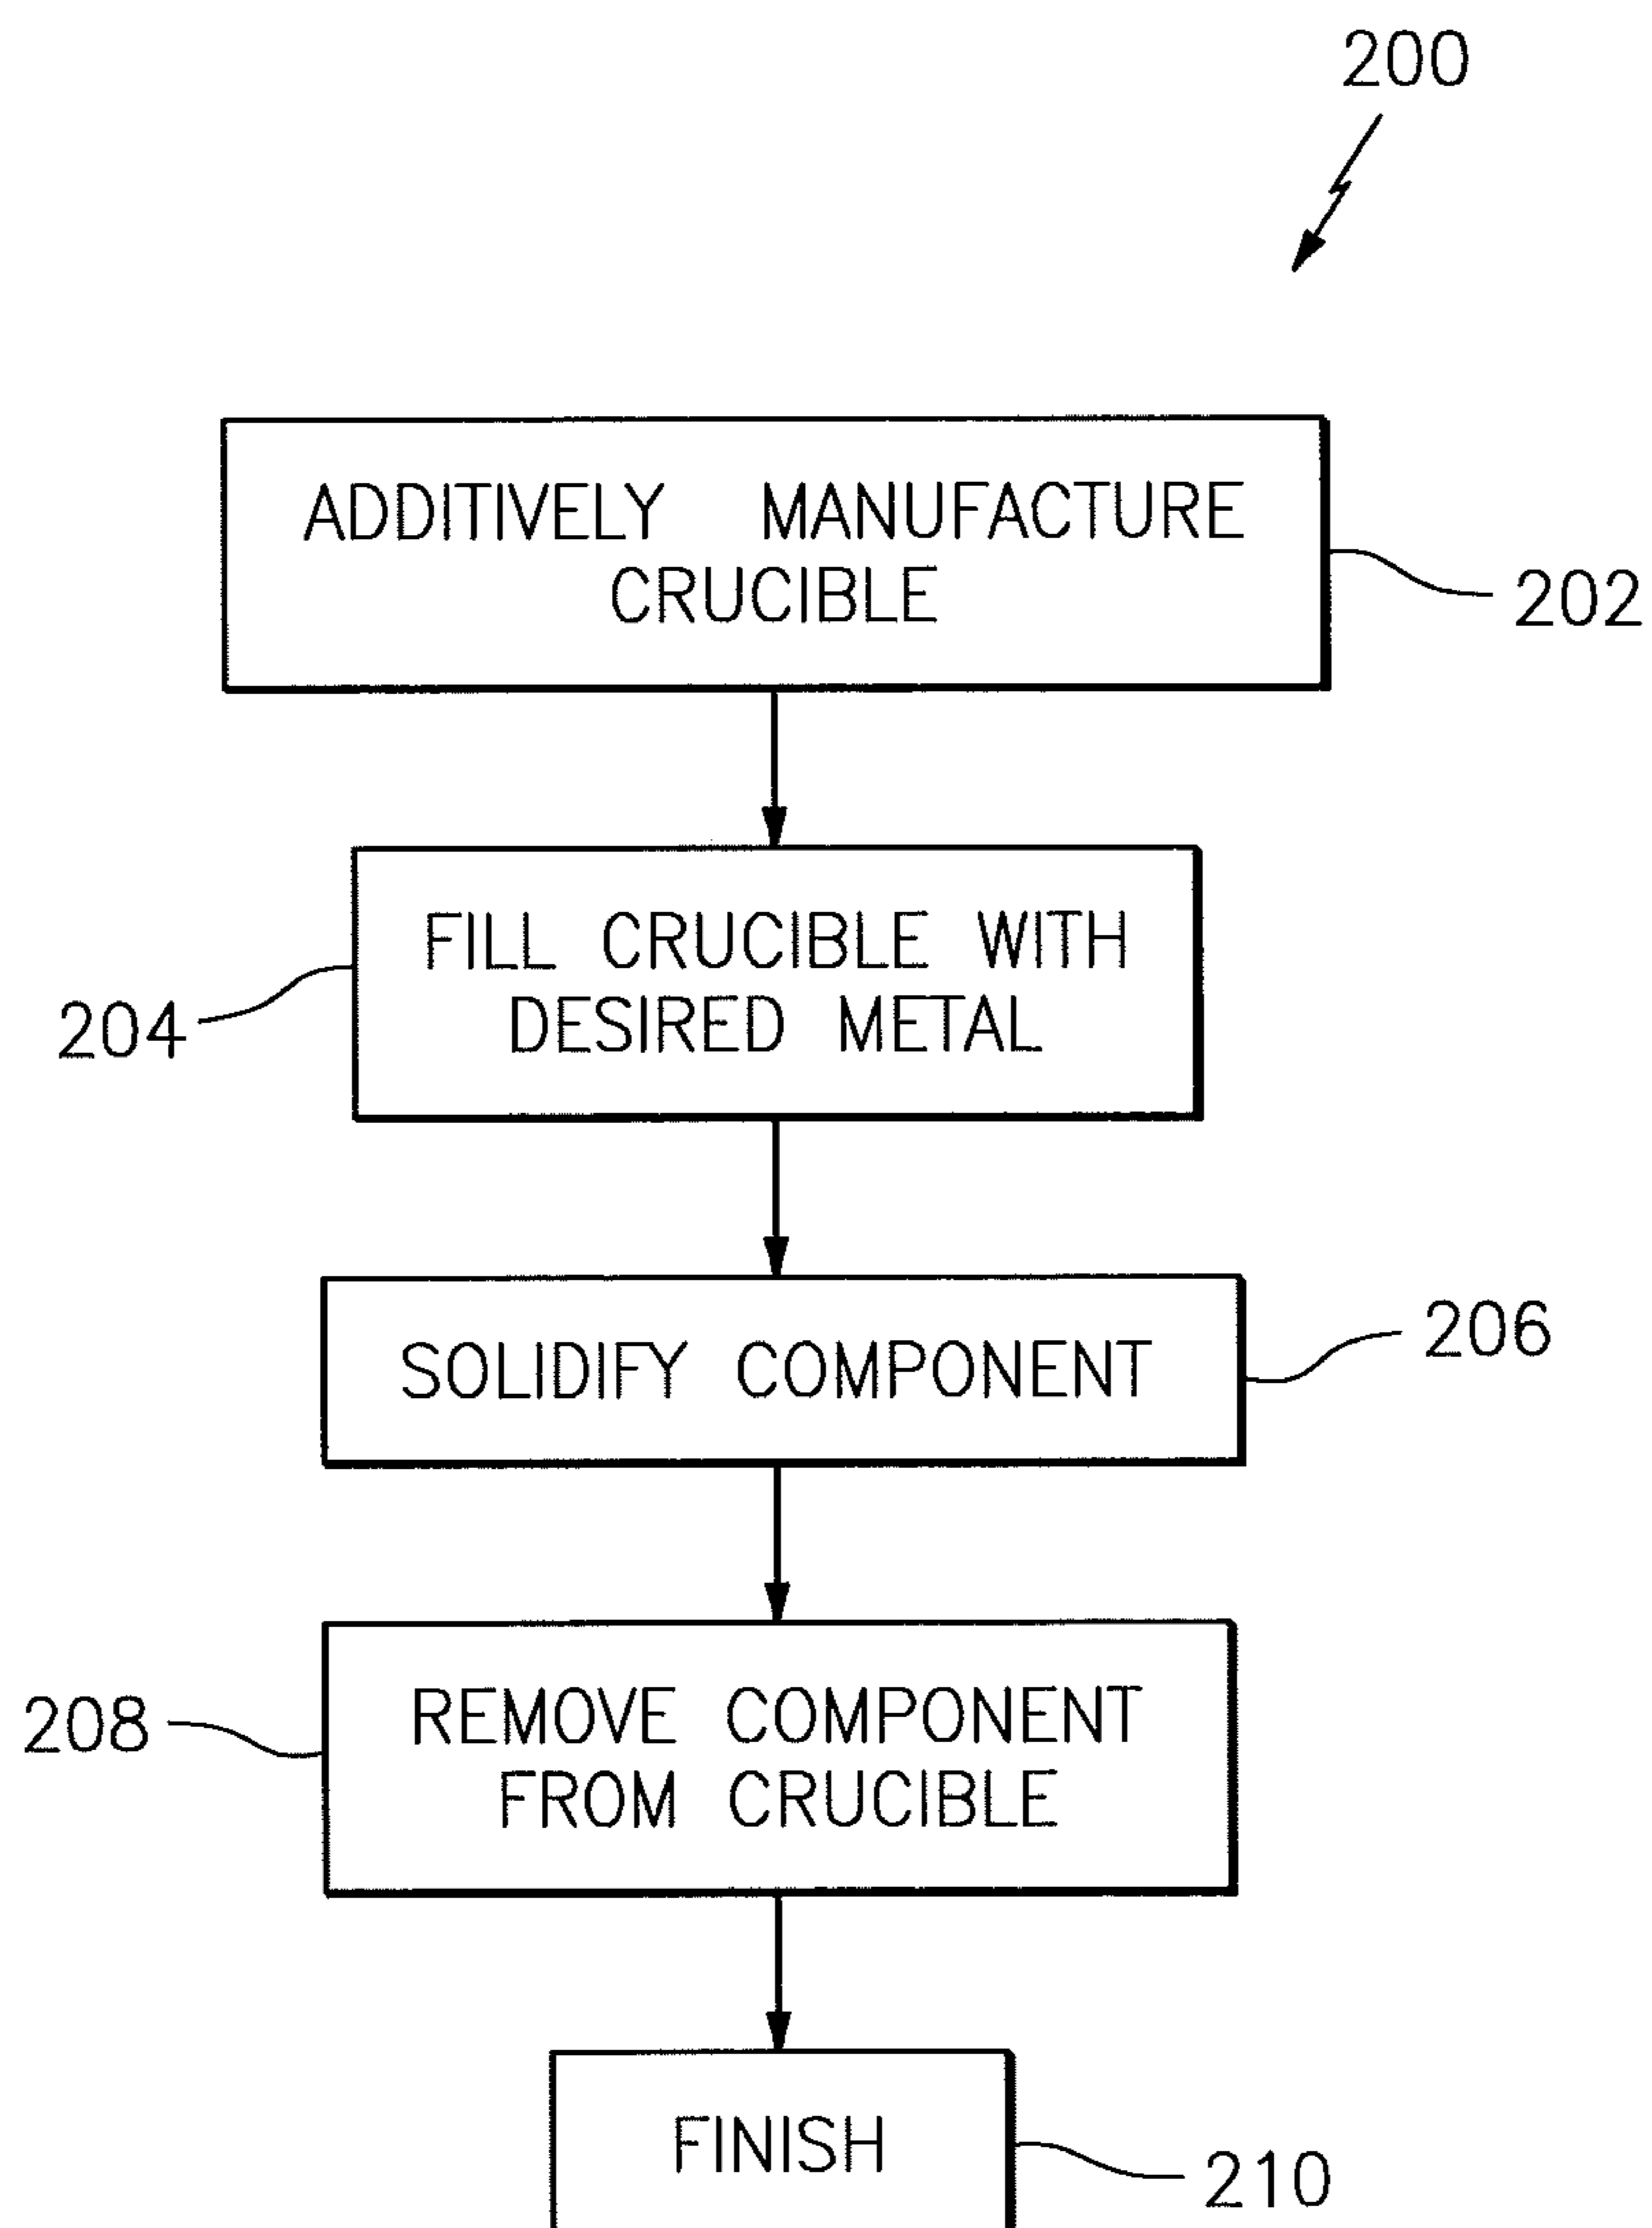 200
ADDITIVELY MANUFACTURE
CRUCIBLE
202
FILL CRUCIBLE WITH
DESIRED METAL
204
SOLIDIFY COMPONENT
206
REMOVE COMPONENT
FROM CRUCIBLE
208
FINISH
210